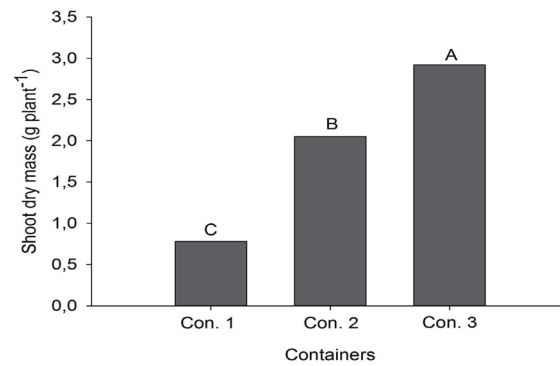 3,5
3,0
2,5
2,0
1,5
1,0
0,5
0,0
Shoot dry mass (g plant⁻¹)
C
B
A
Con. 1 Con. 2 Con. 3
Containers